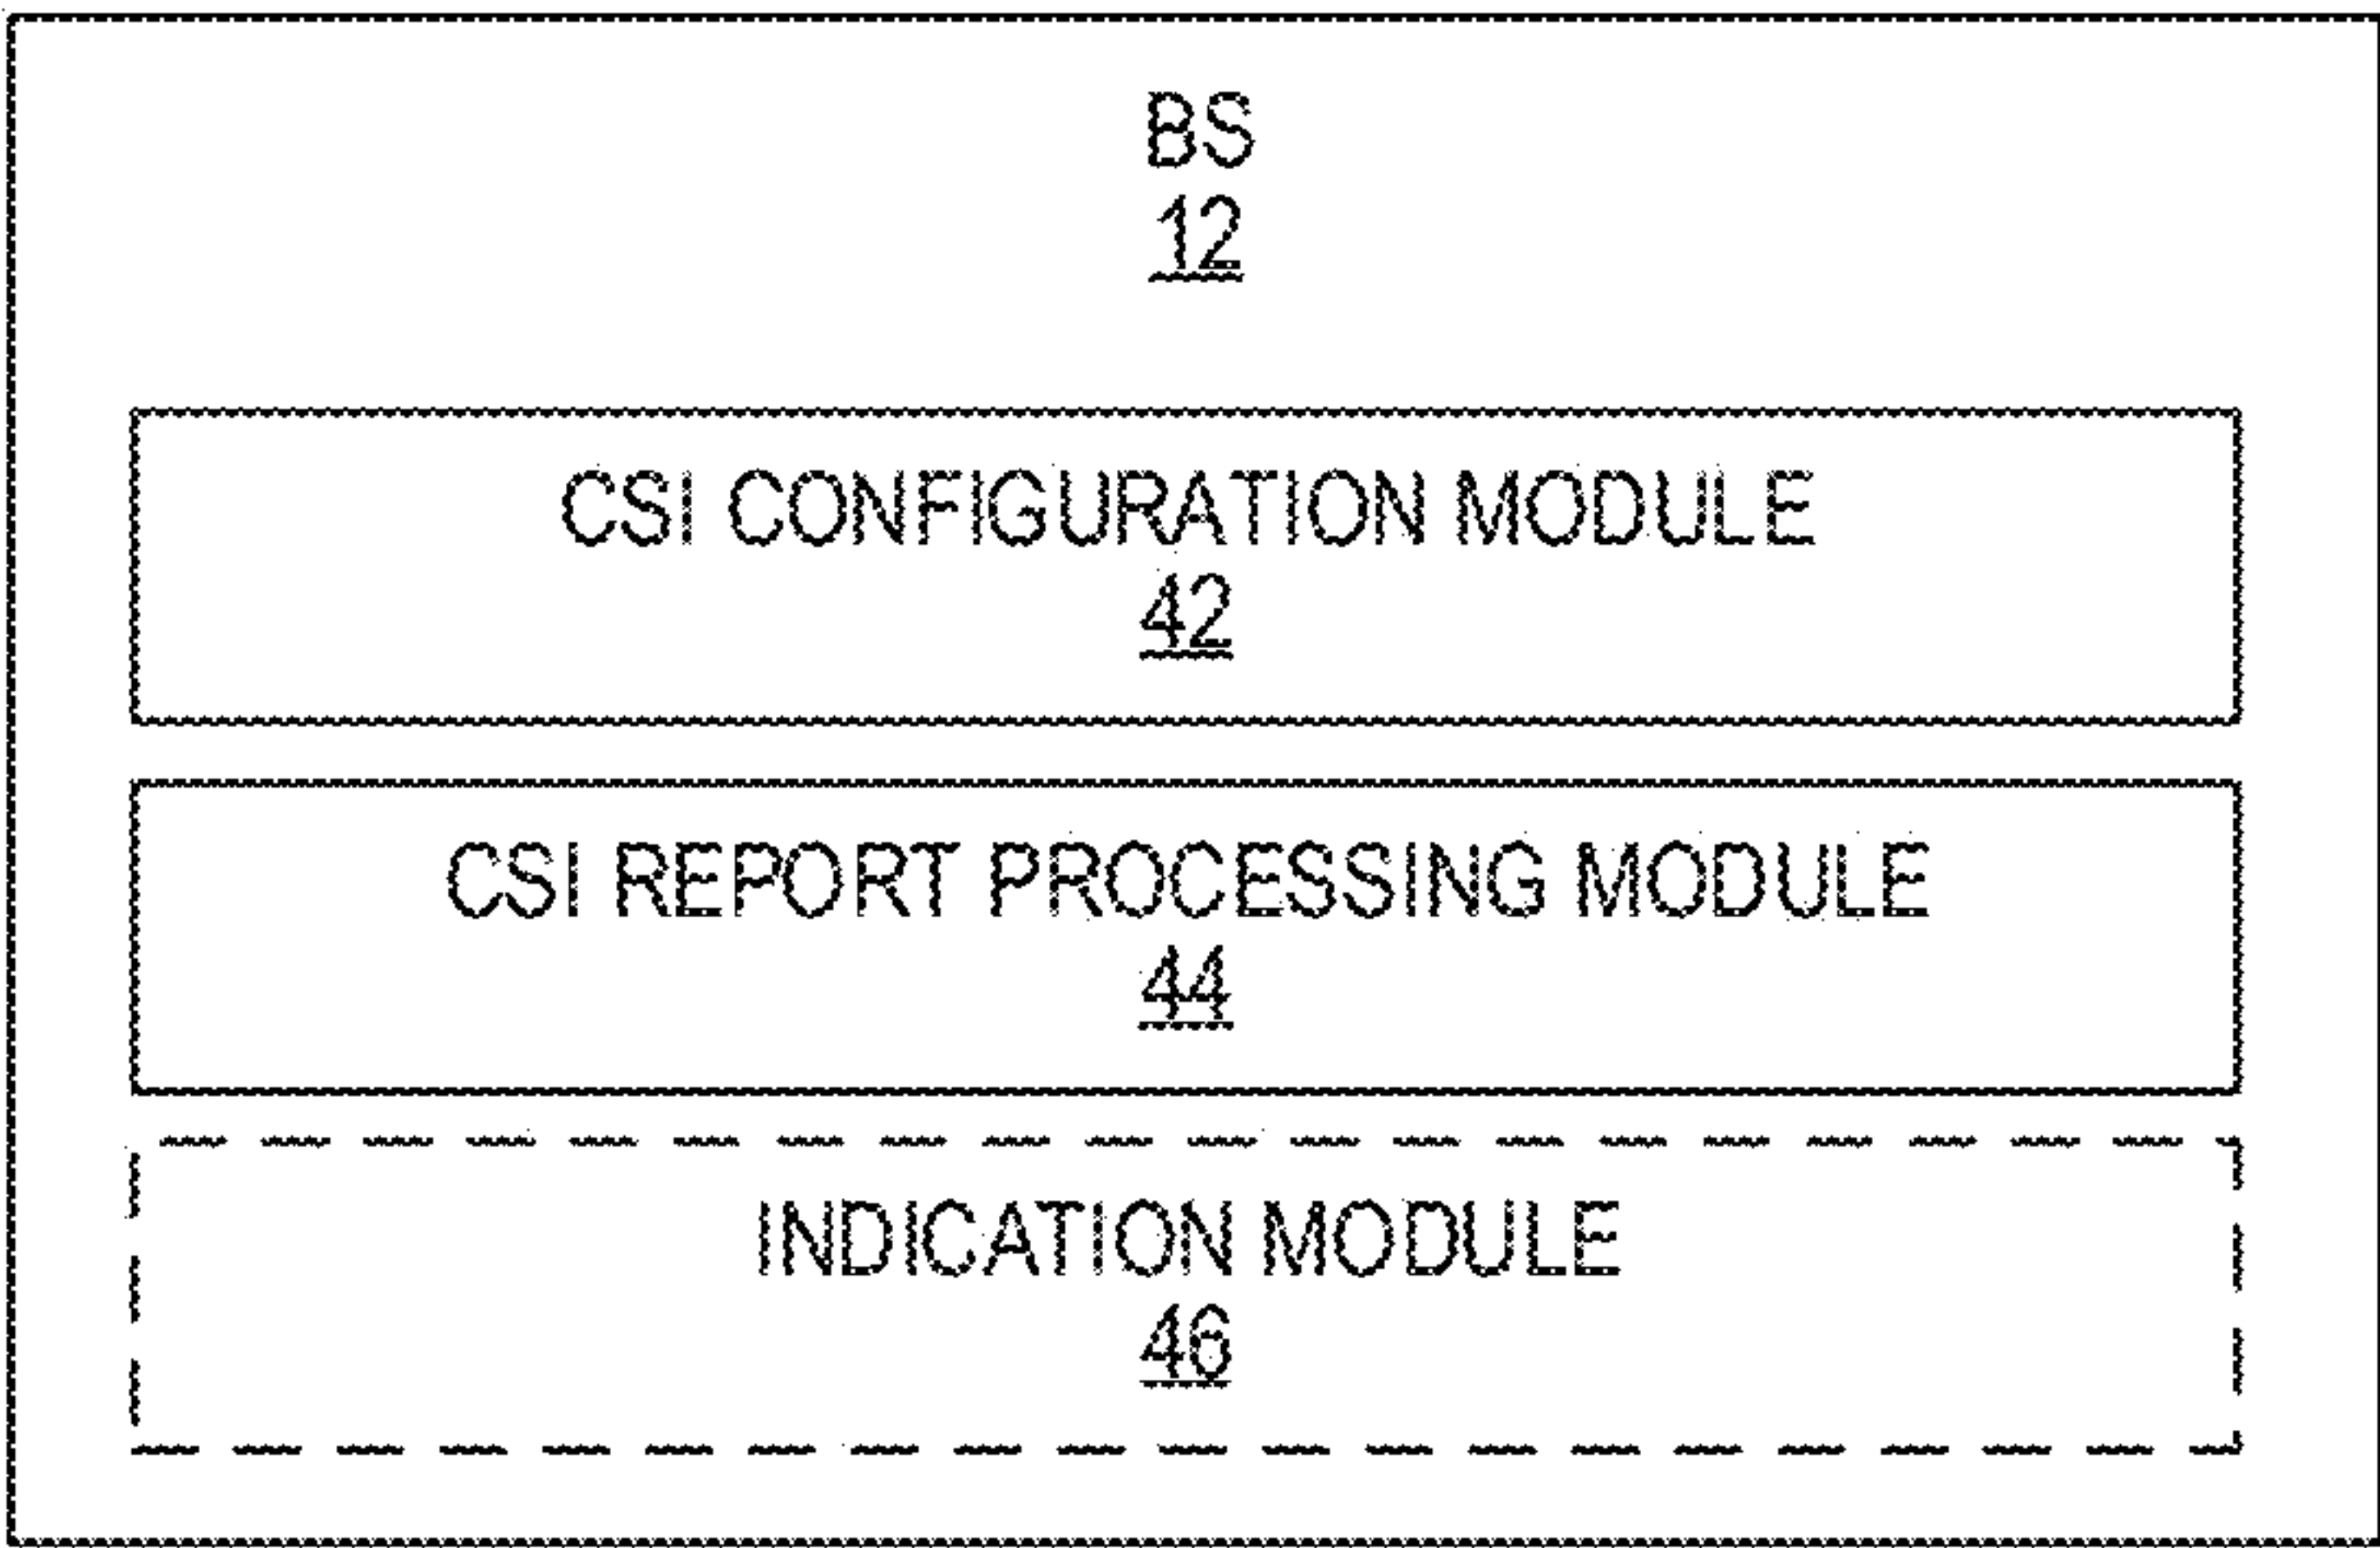 BS
12
CSI CONFIGURATION MODULE
42
CSI REPORT PROCESSING MODULE
44
INDICATION MODULE
46